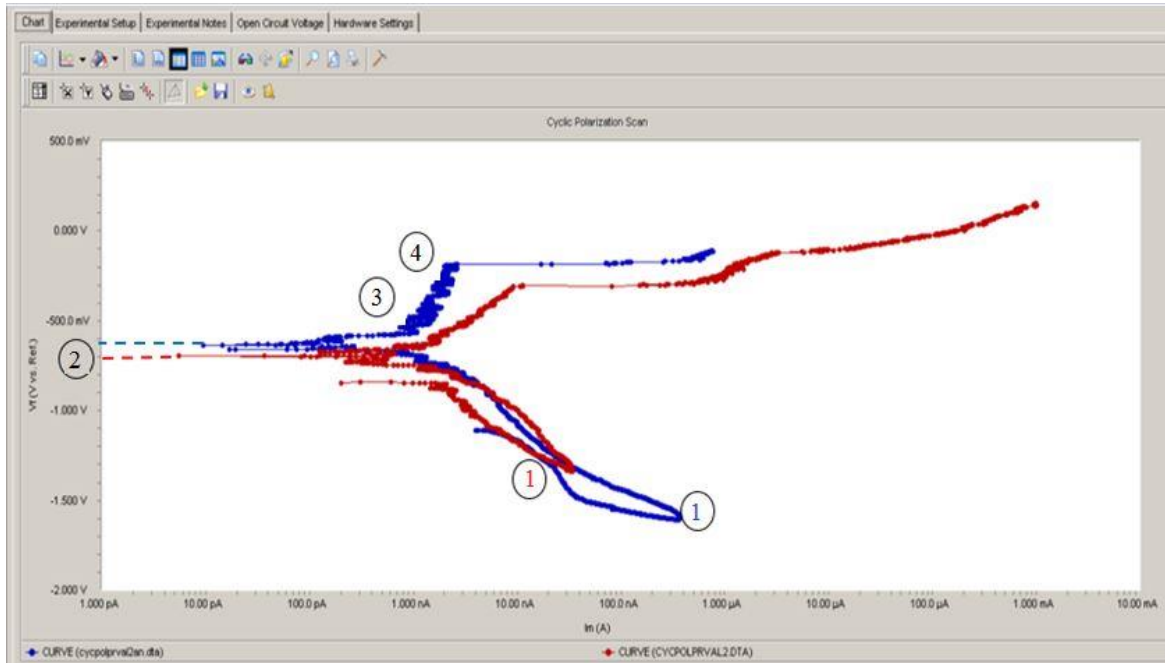 Chart Experimental Setup Experimental Notes Open Circuit Voltage Hardware Settings
Cyclic Polarization Scan
500.0 mV
0.000 V
4
3
-500.0 mV
2
Vf (V vs. Ref.)
-1.000 V
1
-1.500 V
1
-2.000 V
1.000 pA 10.00 pA 100.0 pA 1.000 nA 10.00 nA 100.0 nA 1.000 µA 10.00 µA 100.0 µA 1.000 mA 10.00 mA
Im (A)
CURVE (cycpolprval2an.dta) CURVE (CYCPOLPRVAL2.DTA)